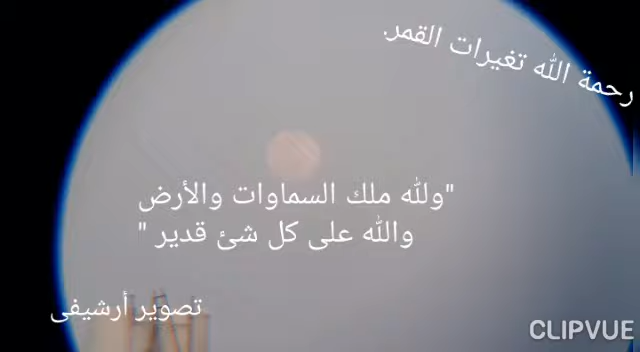 رحمة الله تغيرات القمر.
"ولله ملك السماوات والأرض
والله على كل شئ قدير "
تصوير أرشيفى
CLIPVUE